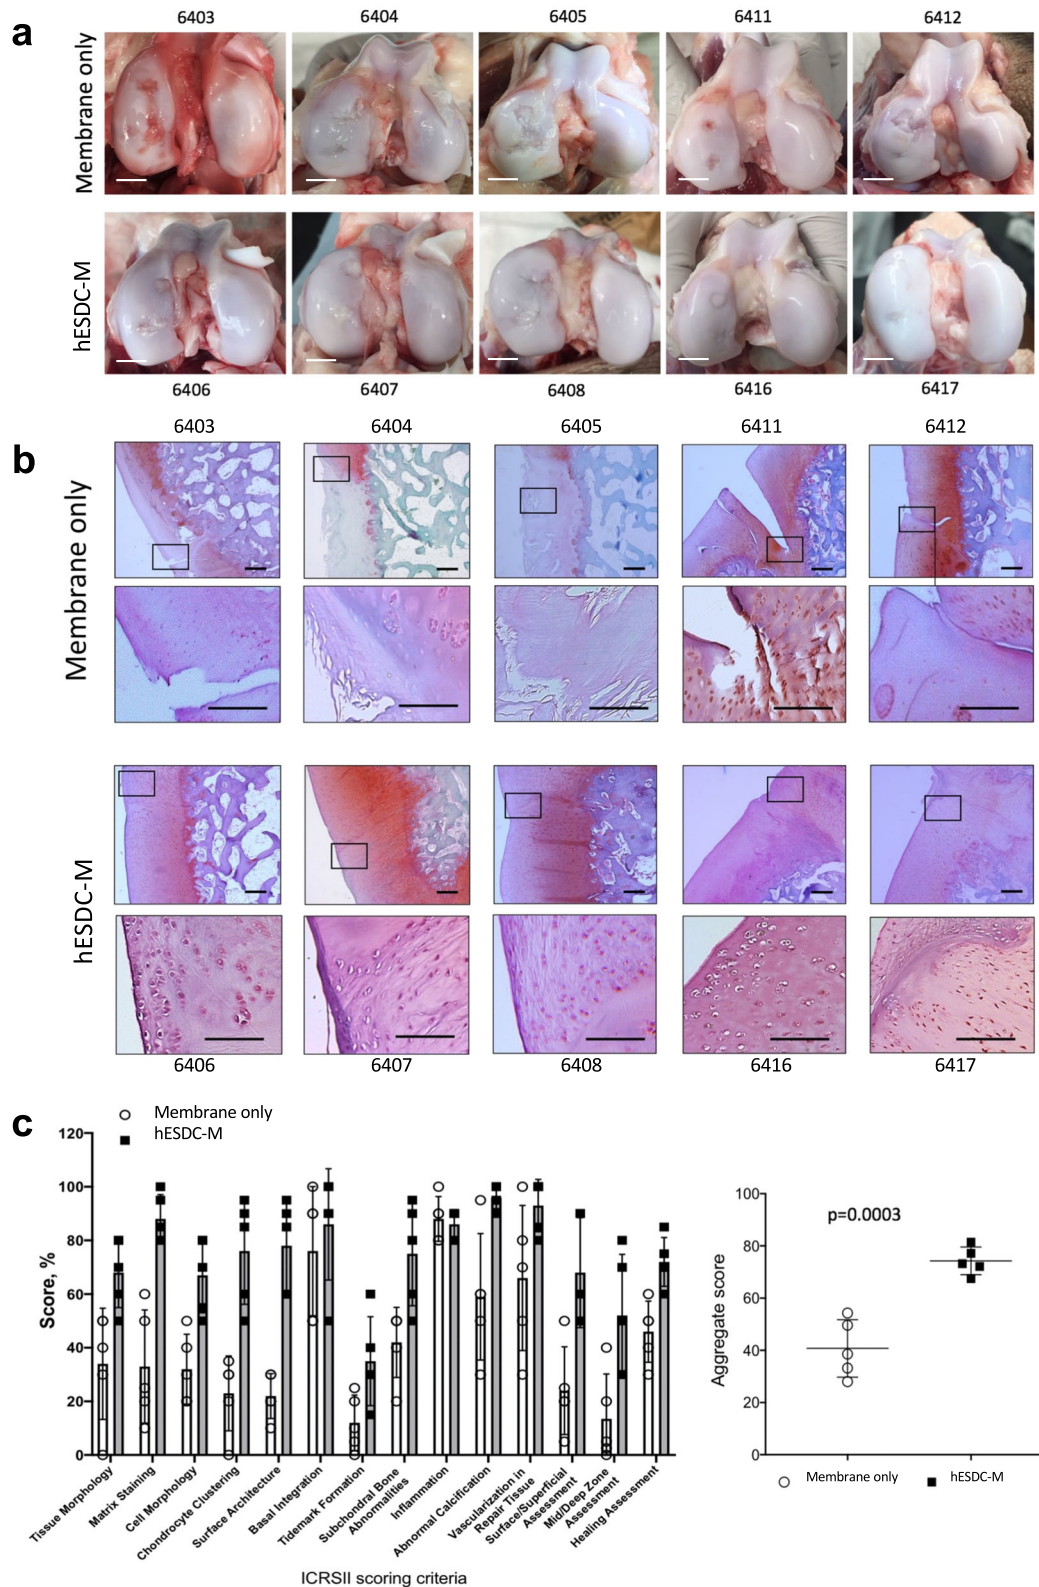 a
6403 6404 6405 6411 6412
Membrane only
hESDC-M
6406 6407 6408 6416 6417
b
6403 6404 6405 6411 6412
Membrane only
hESDC-M
6406 6407 6408 6416 6417
c
Membrane only
hESDC-M
Score, %
120
100
80
60
40
20
0
Tissue Morphology
Matrix Staining
Cell Morphology
Chondrocyte Clustering
Surface Architecture
Basal Integration
Tidemark Formation
Subchondral Bone
Abnormalities
Inflammation
Abnormal Calcification
Vascularization in
Repair Tissue
Surface/Superficial
Assessment
Mid/Deep Zone
Assessment
Healing Assessment
ICRSII scoring criteria
Aggregate score
100
80
60
40
20
0
p=0.0003
Membrane only
hESDC-M